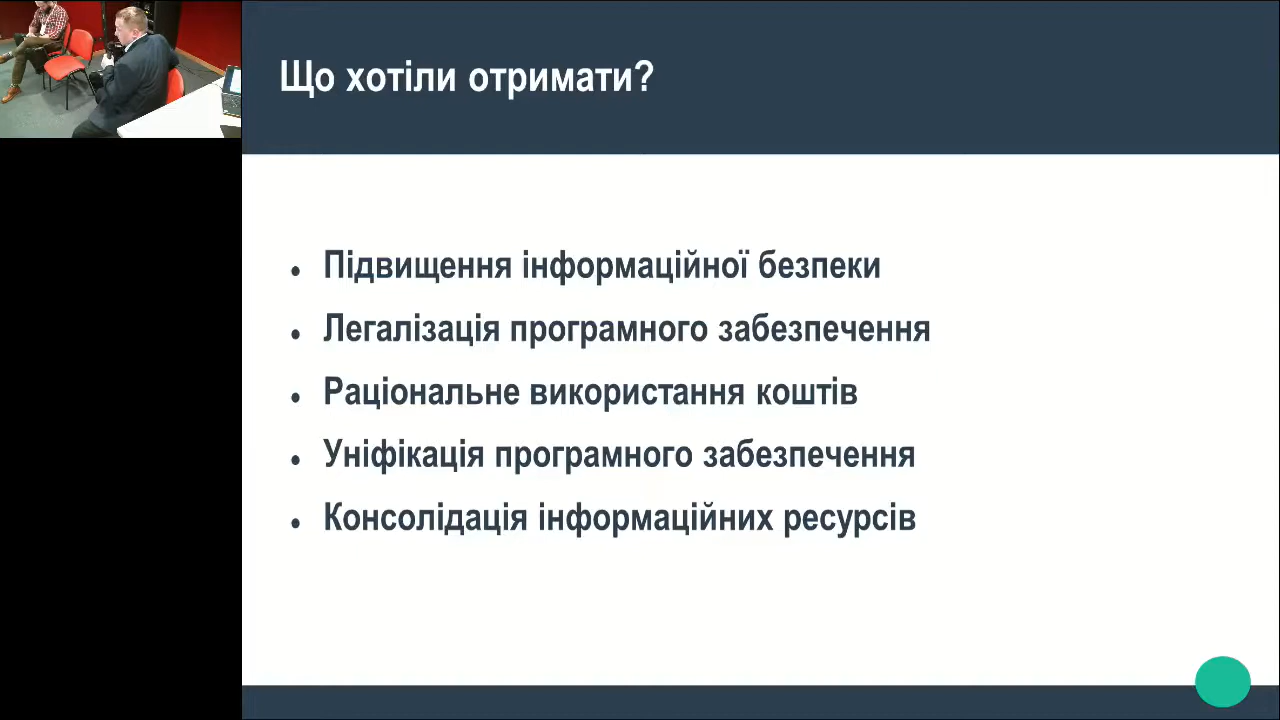 Що хотіли отримати?
• Підвищення інформаційної безпеки
• Легалізація програмного забезпечення
• Раціональне використання коштів
• Уніфікація програмного забезпечення
• Консолідація інформаційних ресурсів